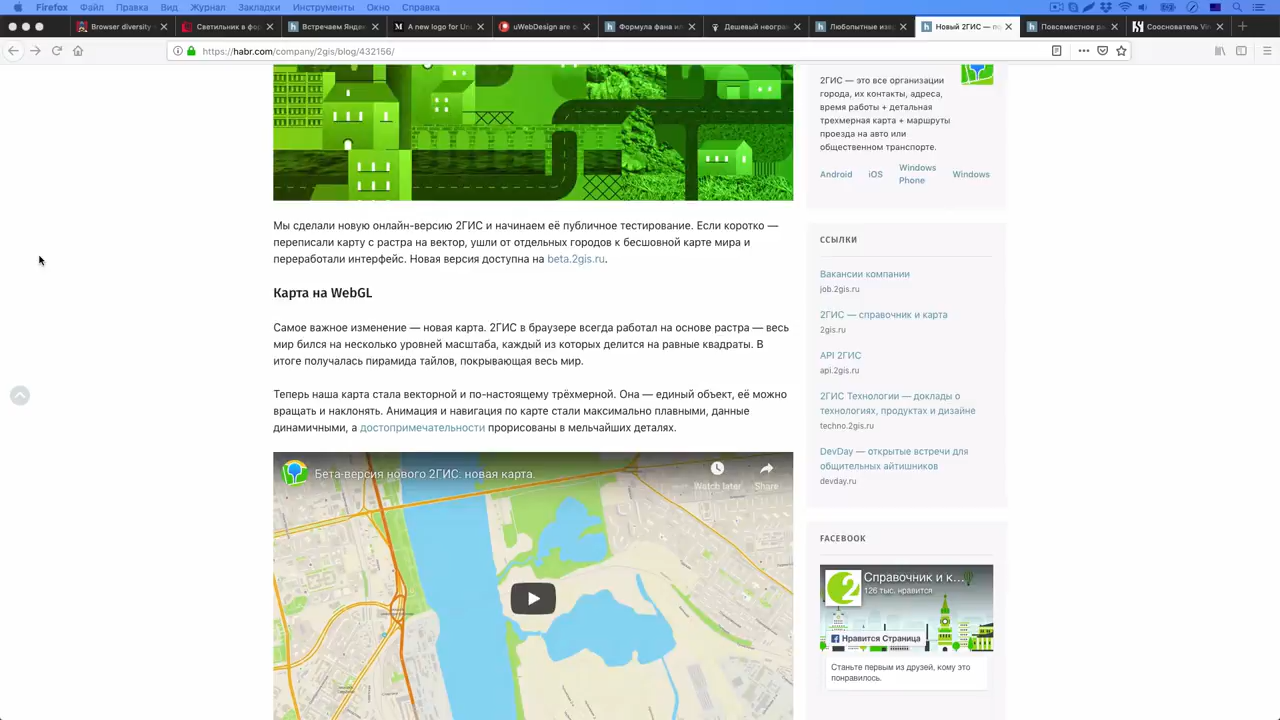 Firefox Файл Правка Вид Журнал Закладки Инструменты Окно Справка
Browser diversity
Светильник в фо
Встречаем Яндек
A new logo for Un
uWebDesign are c
Формула фана ил
Дешевый неограг
Любопытные изв
Новый 2ГИС — по
Повсеместное р
Сооснователь Wi
https://habr.com/company/2gis/blog/432156/
Мы сделали новую онлайн-версию 2ГИС и начинаем её публичное тестирование. Если коротко —
переписали карту с растра на вектор, ушли от отдельных городов к бесшовной карте мира и
переработали интерфейс. Новая версия доступна на beta.2gis.ru.
Карта на WebGL
Самое важное изменение — новая карта. 2ГИС в браузере всегда работал на основе растра — весь
мир бился на несколько уровней масштаба, каждый из которых делится на равные квадраты. В
итоге получалась пирамида тайлов, покрывающая весь мир.
Теперь наша карта стала векторной и по-настоящему трёхмерной. Она — единый объект, её можно
вращать и наклонять. Анимация и навигация по карте стали максимально плавными, данные
динамичными, а достопримечательности прорисованы в мельчайших деталях.
Бета-версия нового 2ГИС: новая карта.
Watch later
Share
2ГИС — это все организации
города, их контакты, адреса,
время работы + детальная
трехмерная карта + маршруты
проезда на авто или
общественном транспорте.
Android iOS Windows Phone Windows
ССЫЛКИ
Вакансии компании
job.2gis.ru
2ГИС — справочник и карта
2gis.ru
API 2ГИС
api.2gis.ru
2ГИС Технологии — доклады о
технологиях, продуктах и дизайне
techno.2gis.ru
DevDay — открытые встречи для
общительных айтишников
devday.ru
FACEBOOK
Справочник и к...
126 тыс. нравится
Нравится Страница
Станьте первым из друзей, кому это
понравилось.